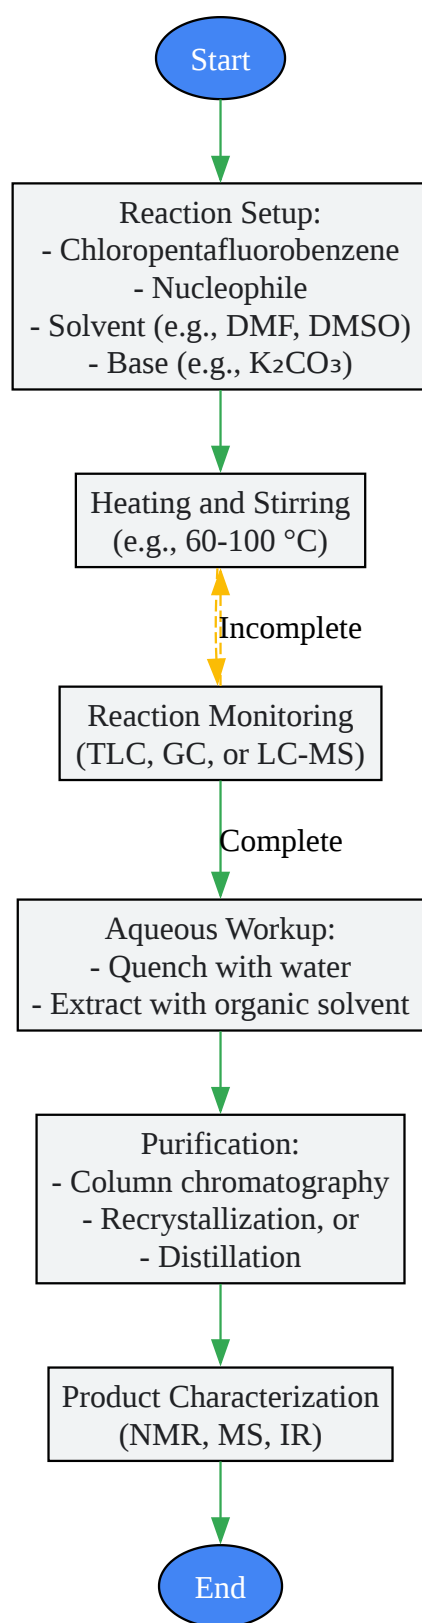 Start
Reaction Setup:
- Chloropentafluorobenzene
- Nucleophile
- Solvent (e.g., DMF, DMSO)
- Base (e.g., K₂CO₃)
Heating and Stirring
(e.g., 60-100 °C)
Incomplete
Reaction Monitoring
(TLC, GC, or LC-MS)
Complete
Aqueous Workup:
- Quench with water
- Extract with organic solvent
Purification:
- Column chromatography
- Recrystallization, or
- Distillation
Product Characterization
(NMR, MS, IR)
End